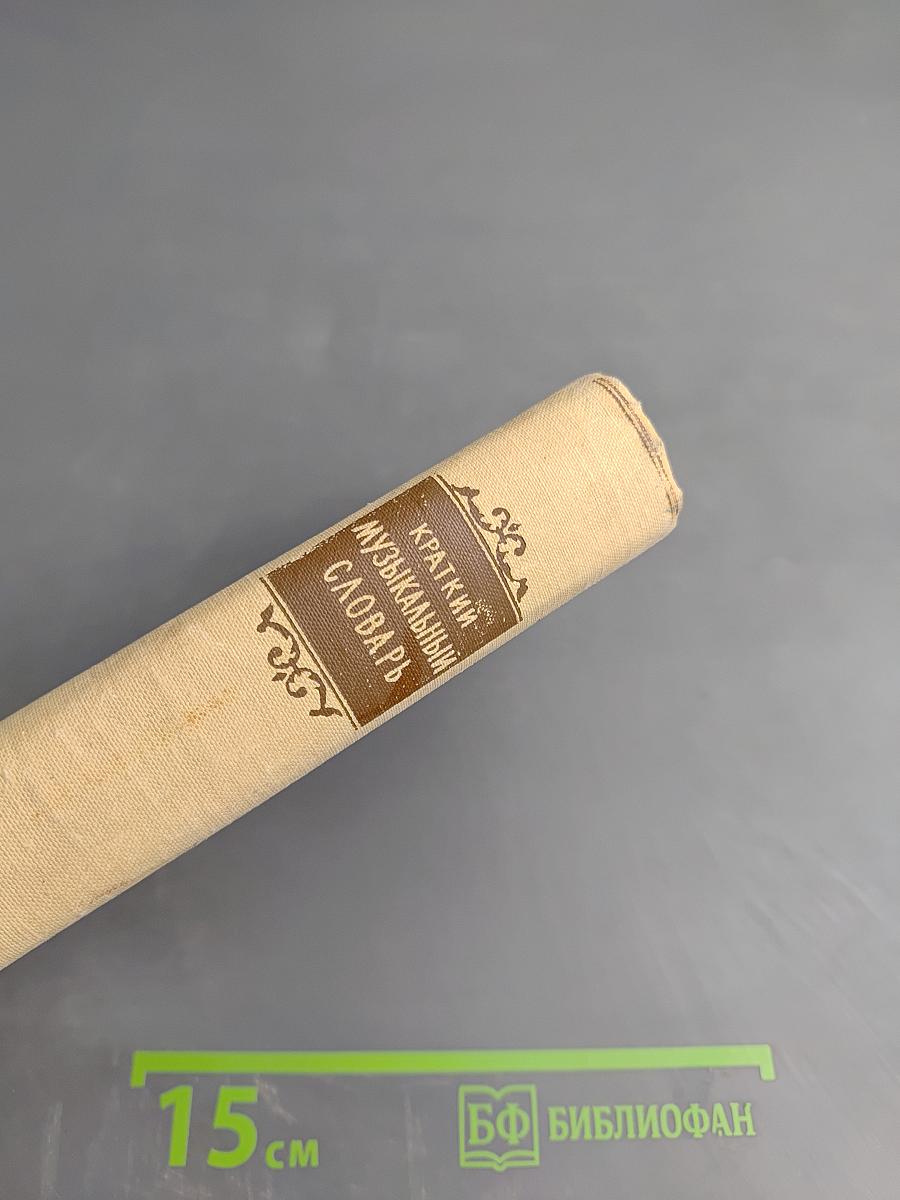 КРАТКИЙ
МУЗЫКАЛЬНЫЙ
СЛОВАРЬ
15 см
БФ БИБЛИОФАН